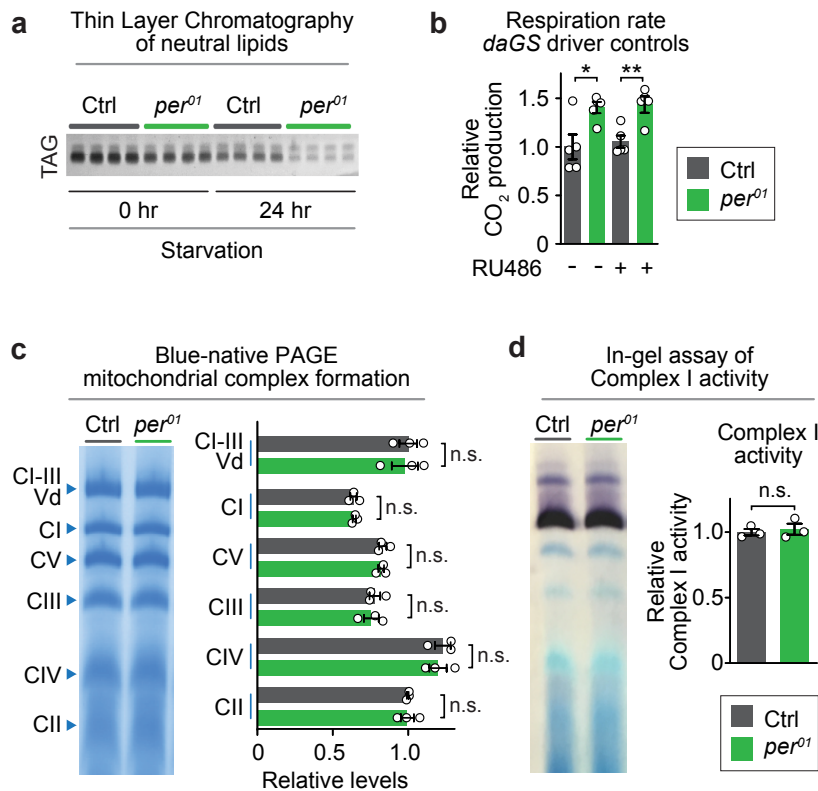 a
Thin Layer Chromatography
of neutral lipids
Ctrl per⁰¹ Ctrl per⁰¹
TAG
0 hr 24 hr
Starvation
b
Respiration rate
daGS driver controls
* **
Relative
CO₂ production
1.5
1.0
0.5
0
RU486 - - + +
Ctrl
per⁰¹
c
Blue-native PAGE
mitochondrial complex formation
Ctrl per⁰¹
CI-III
Vd
CI
CV
CIII
CIV
CII
CI-III
Vd
n.s.
CI
n.s.
CV
n.s.
CIII
n.s.
CIV
n.s.
CII
n.s.
0 1.0
Relative levels
d
In-gel assay of
Complex I activity
Ctrl per⁰¹
Complex I
activity
n.s.
Relative
Complex I activity
1.0
0.5
0
Ctrl
per⁰¹